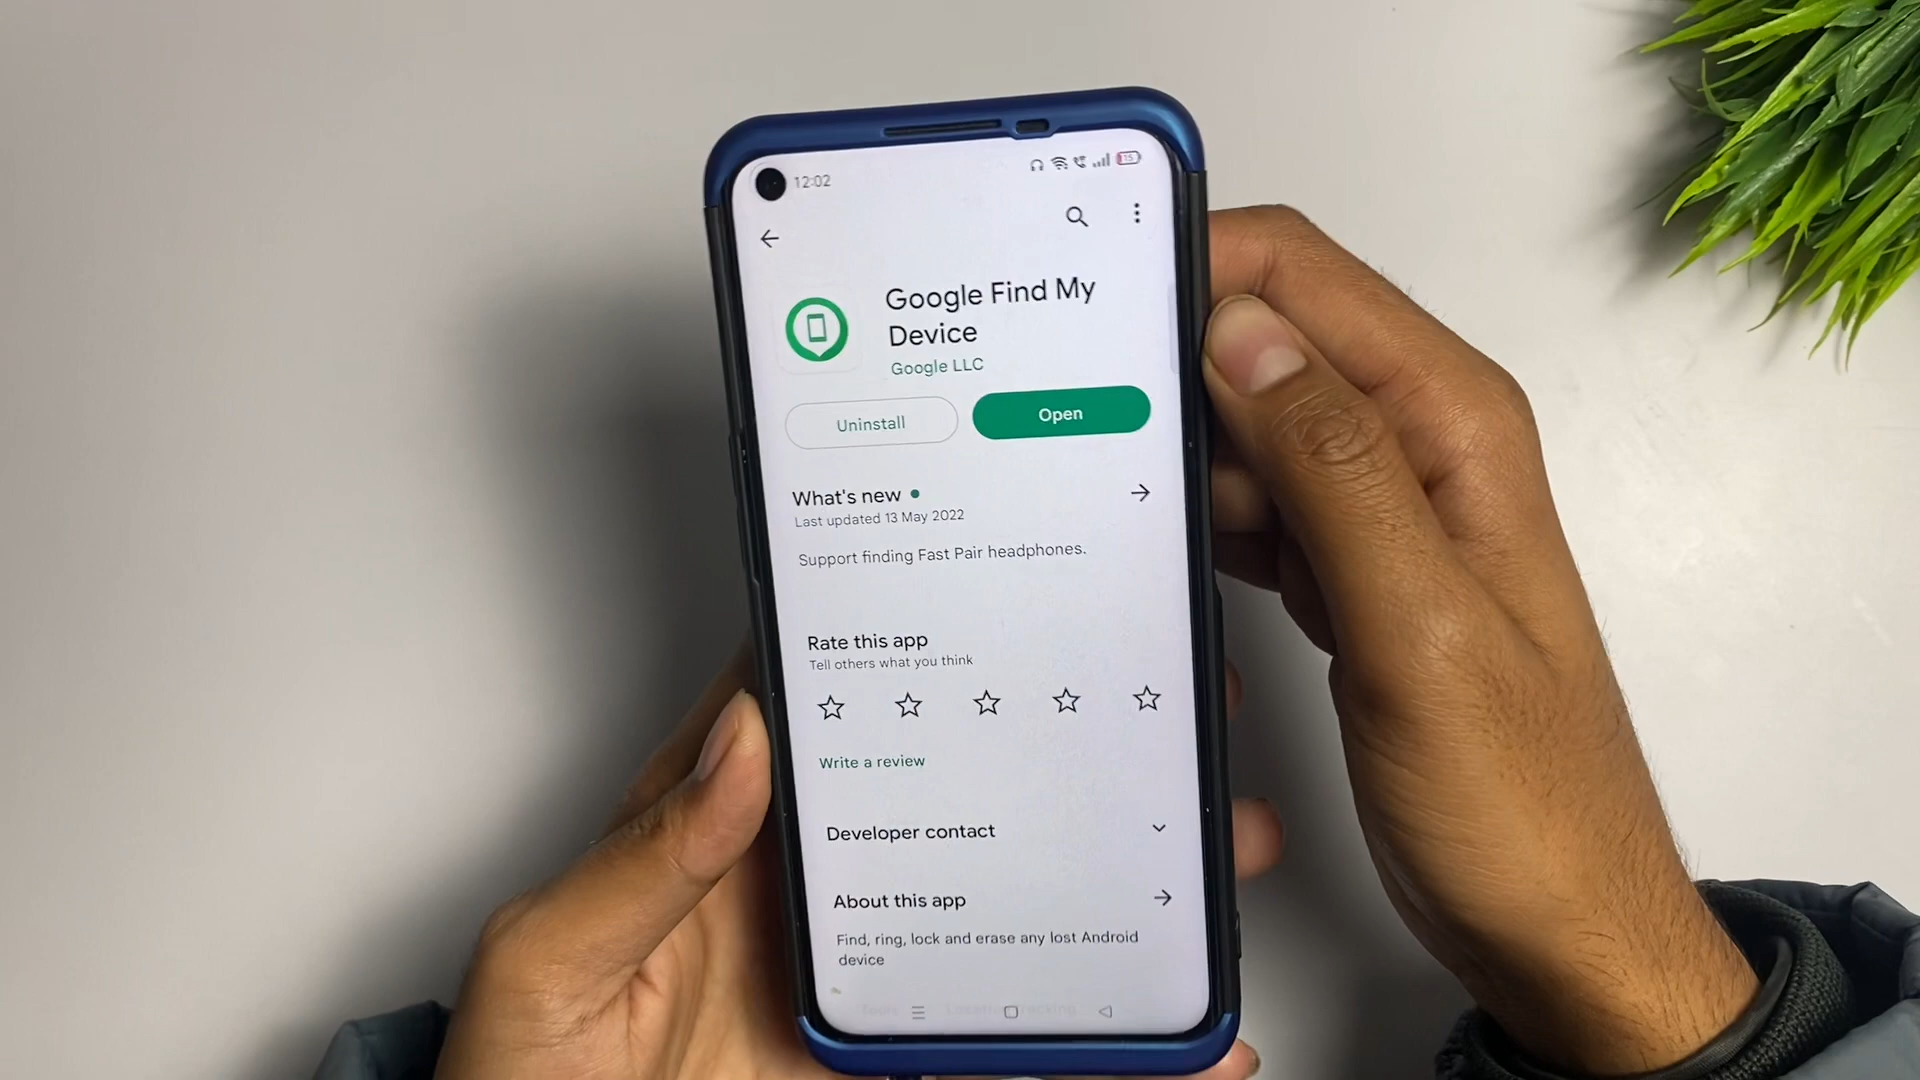 12:02
15
Google Find My
Device
Google LLC
Uninstall
Open
What's new
Last updated 13 May 2022
Support finding Fast Pair headphones.
Rate this app
Tell others what you think
Write a review
Developer contact
About this app
Find, ring, lock and erase any lost Android
device
Tools